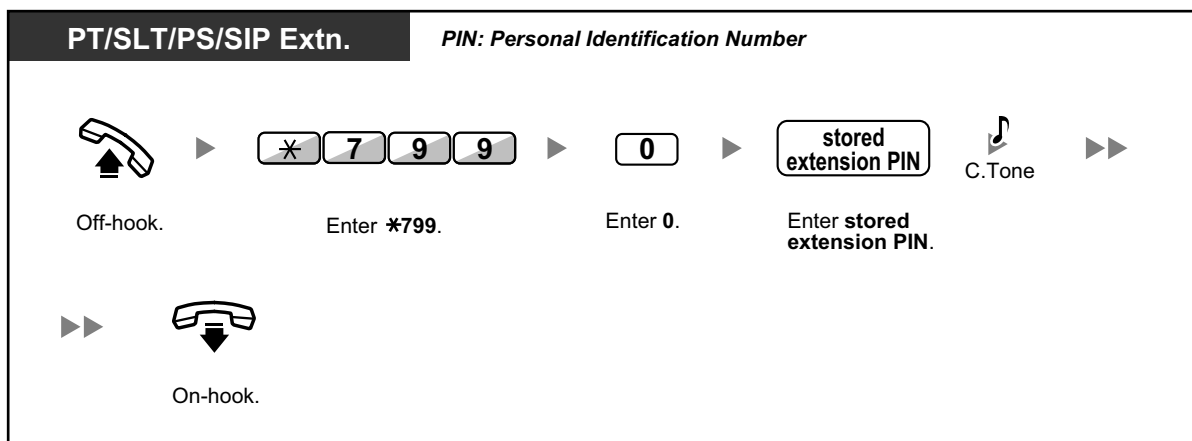 PT/SLT/PS/SIP Extn.
PIN: Personal Identification Number
* 7 9 9
0
stored
extension PIN
C.Tone
Off-hook.
Enter *799.
Enter 0.
Enter stored
extension PIN.
On-hook.